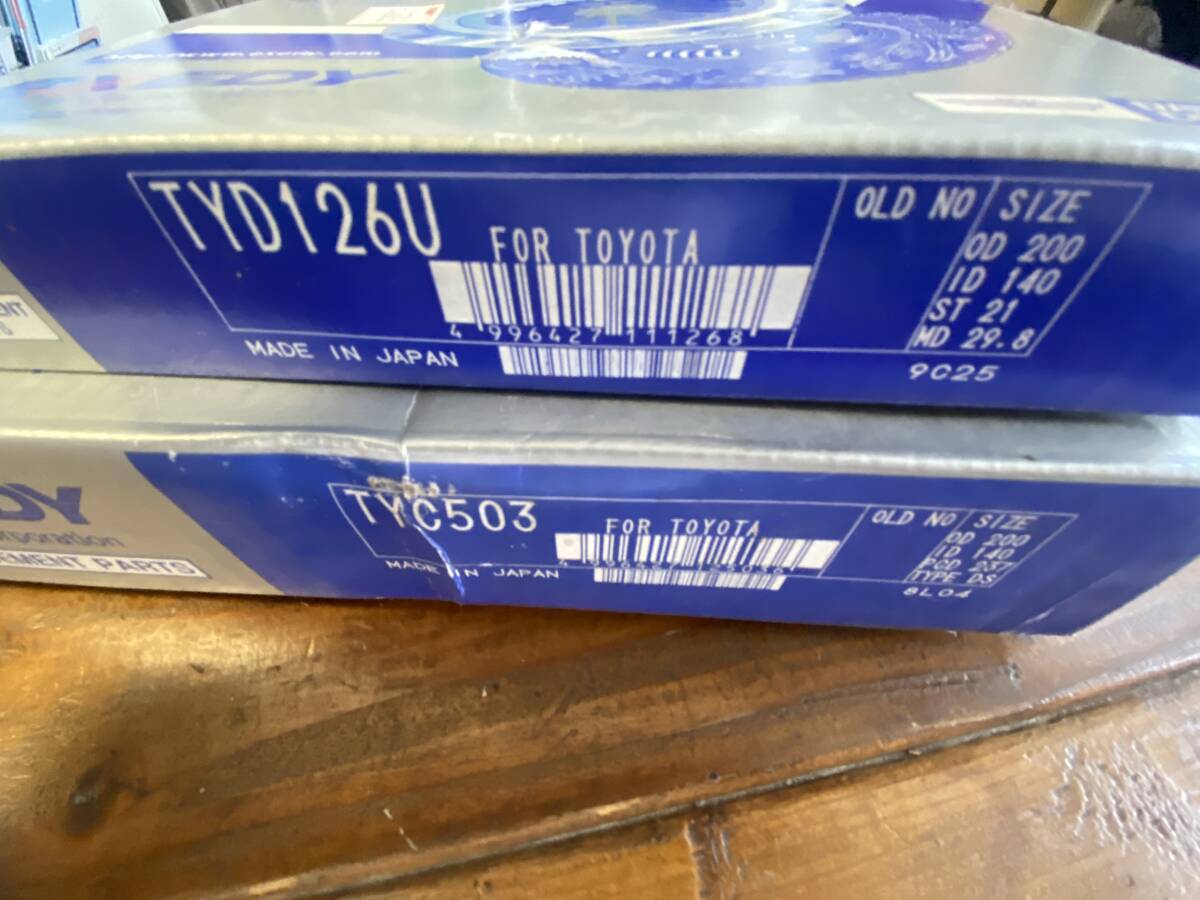 TYD126U
FOR TOYOTA
4 996427 111268
MADE IN JAPAN
OLD NO
SIZE
OD 200
ID 140
ST 21
MD 29.8
9C25
TYC503
FOR TOYOTA
MADE IN JAPAN
OLD NO
SIZE
OD 200
ID 140
PCD 237
TYPE DS
8L04